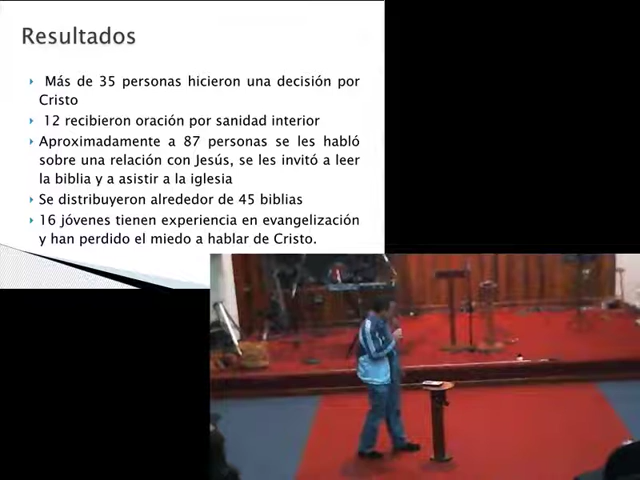 Resultados
Más de 35 personas hicieron una decisión por
Cristo
12 recibieron oración por sanidad interior
Aproximadamente a 87 personas se les habló
sobre una relación con Jesús, se les invitó a leer
la biblia y a asistir a la iglesia
Se distribuyeron alrededor de 45 biblias
16 jóvenes tienen experiencia en evangelización
y han perdido el miedo a hablar de Cristo.